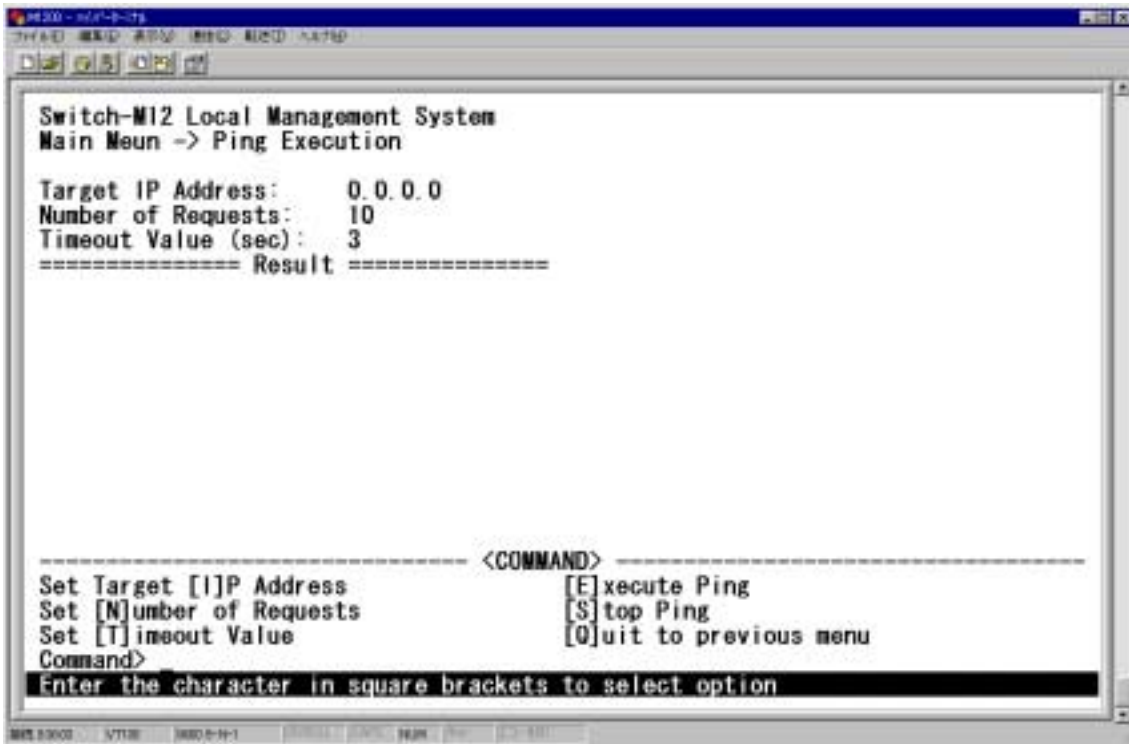 Switch-M12 Local Management System
Main Meun -> Ping Execution
Target IP Address: 0.0.0.0
Number of Requests: 10
Timeout Value (sec): 3
=============== Result ===============
-------------------------------- <COMMAND> -----------------------------------
Set Target [I]P Address [E]xecute Ping
Set [N]umber of Requests [S]top Ping
Set [T]imeout Value [Q]uit to previous menu
Command>
Enter the character in square brackets to select option
VT100 NUM